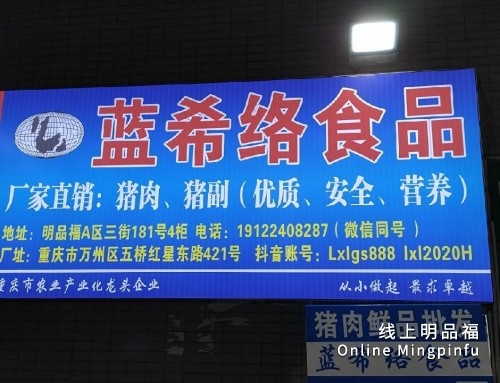 蓝希络食品
厂家直销：猪肉、猪副（优质、安全、营养）
地址：明品福A区三街181号4柜 电话：19122408287（微信同号）
厂址：重庆市万州区五桥红星东路421号 抖音账号：Lxlgs888 lxl2020H
重庆市农业产业化龙头企业 从小做起 最求卓越
猪肉鲜品批发
蓝希络食品
线上明品福
Online Mingpinfu